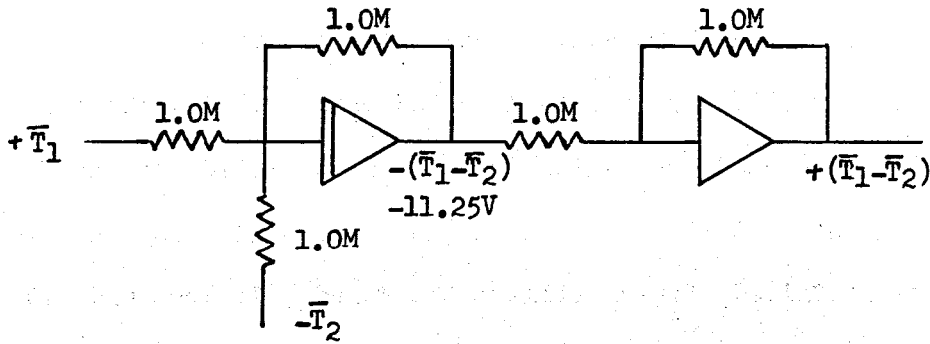 1.0M
1.0M
1.0M
1.0M
+T̅₁
-(T̅₁-T̅₂)
-11.25V
+(T̅₁-T̅₂)
1.0M
-T̅₂